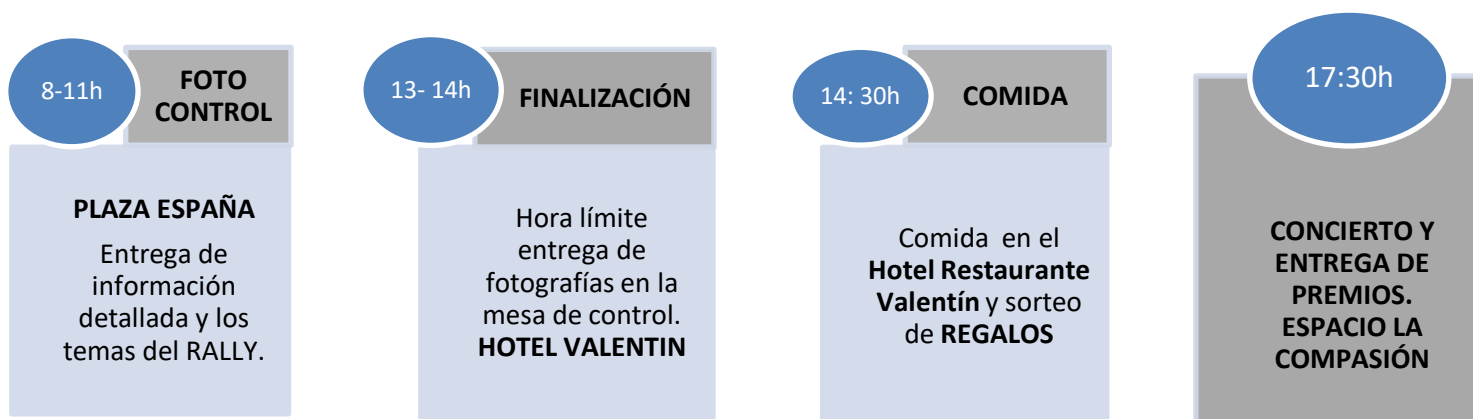 8-11h
FOTO
CONTROL
PLAZA ESPAÑA
Entrega de
información
detallada y los
temas del RALLY.
13- 14h
FINALIZACIÓN
Hora límite
entrega de
fotografías en la
mesa de control.
HOTEL VALENTIN
14: 30h
COMIDA
Comida en el
Hotel Restaurante
Valentín y sorteo
de REGALOS
17:30h
CONCIERTO Y
ENTREGA DE
PREMIOS.
ESPACIO LA
COMPASIÓN